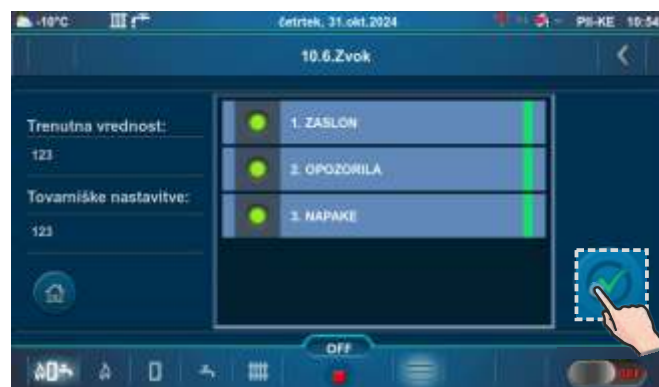 -10°C četrtek, 31.okt.2024 PII-KE 10:54
10.6.Zvok
Trenutna vrednost:
123
Tovarniške nastavitve:
123
1. ZASLON
2. OPOZORILA
3. NAPAKE
OFF
OFF